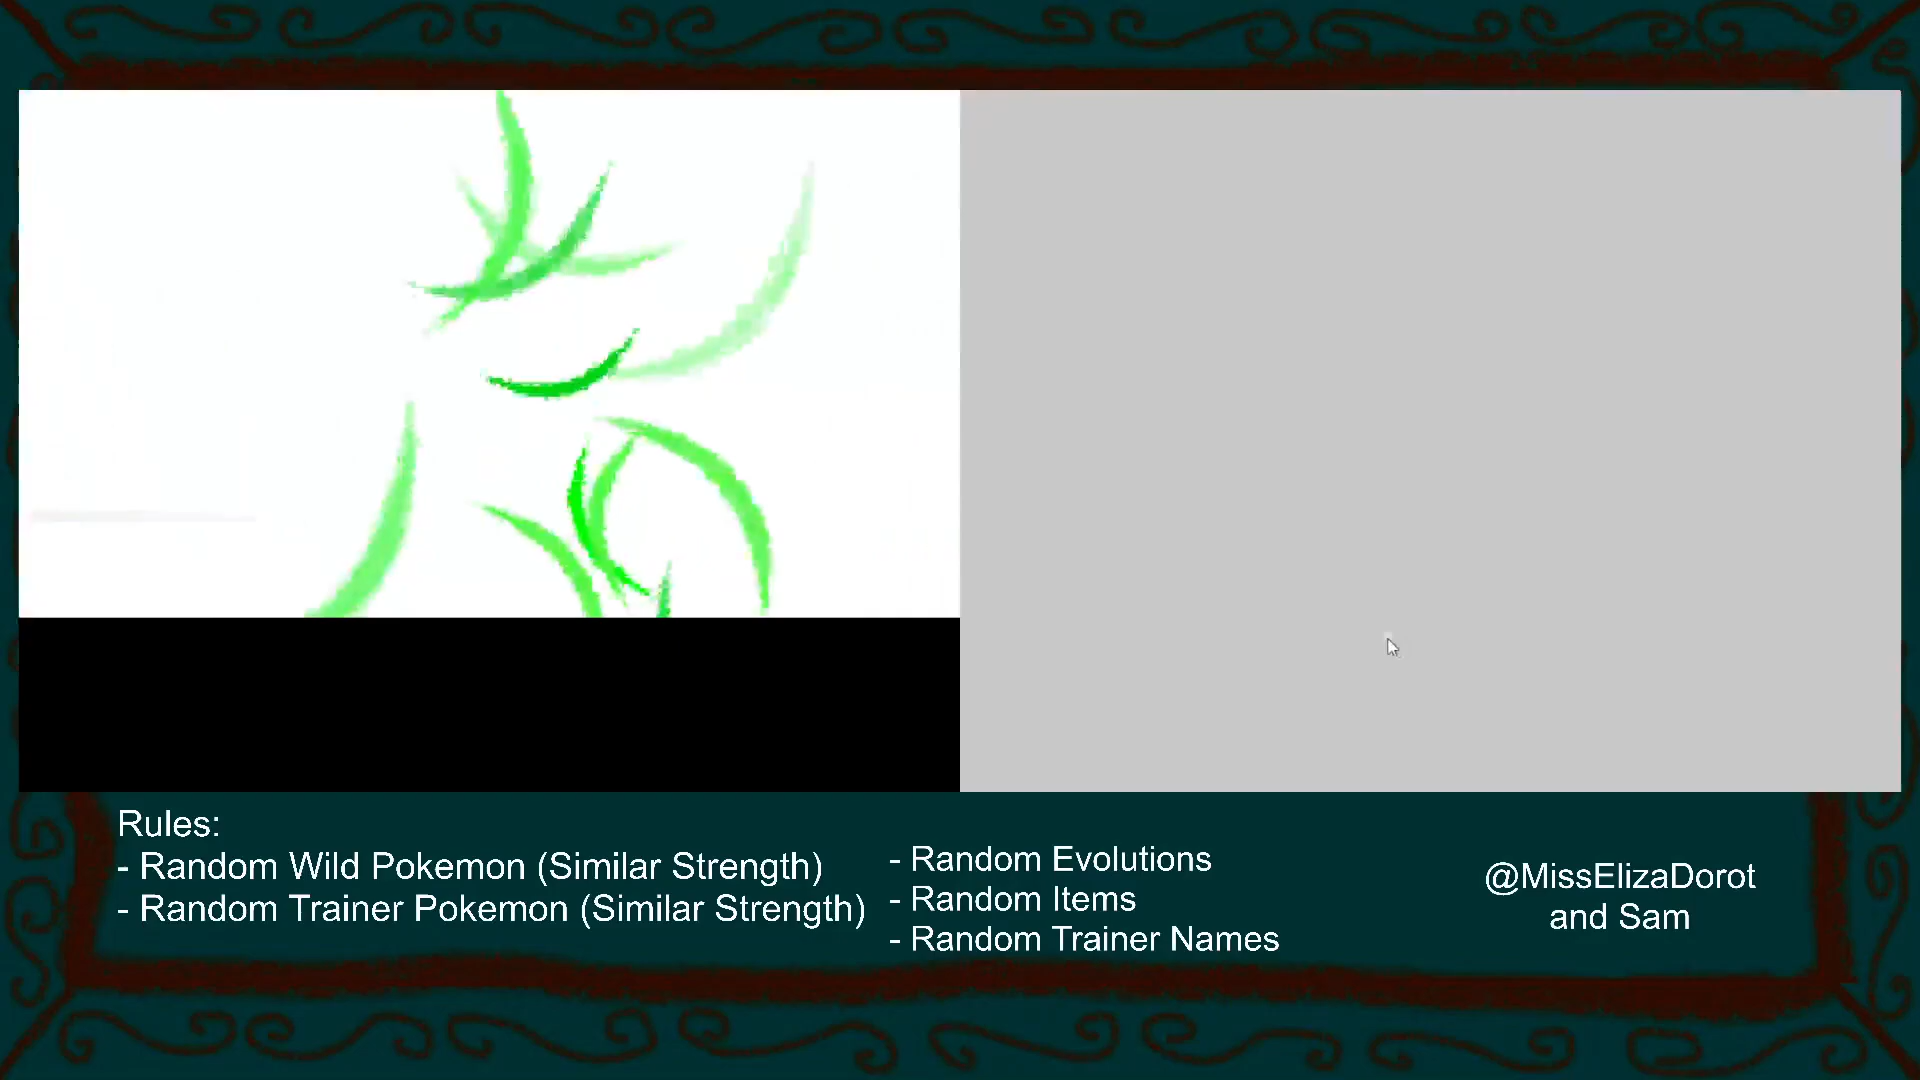 Rules:
- Random Wild Pokemon (Similar Strength)
- Random Trainer Pokemon (Similar Strength)
- Random Evolutions
- Random Items
- Random Trainer Names
@MissElizaDorot
and Sam